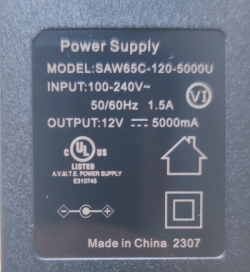 Power Supply
MODEL:SAW65C-120-5000U
INPUT:100-240V~
50/60Hz 1.5A
VI
OUTPUT:12V ⎓ 5000mA
C UL US
LISTED
A.V.&I.T.E. POWER SUPPLY
E310745
Made in China 2307